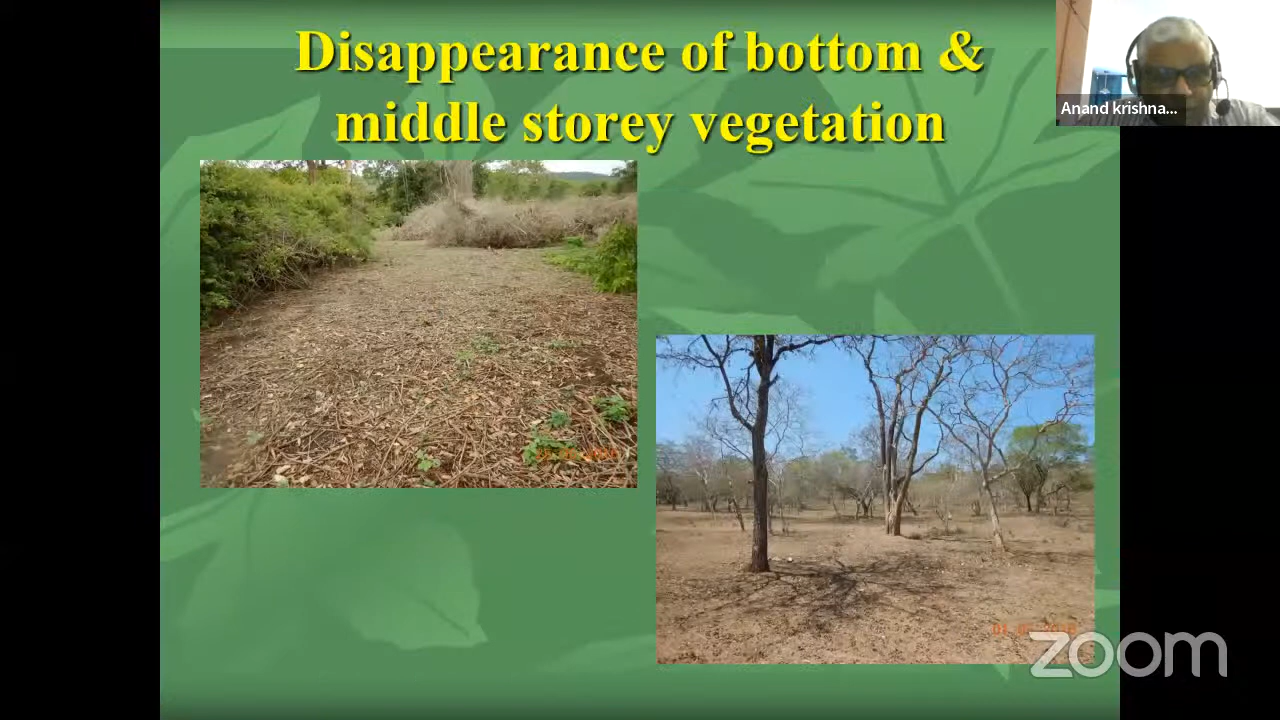 Disappearance of bottom &
middle storey vegetation
Anand krishna...
zoom